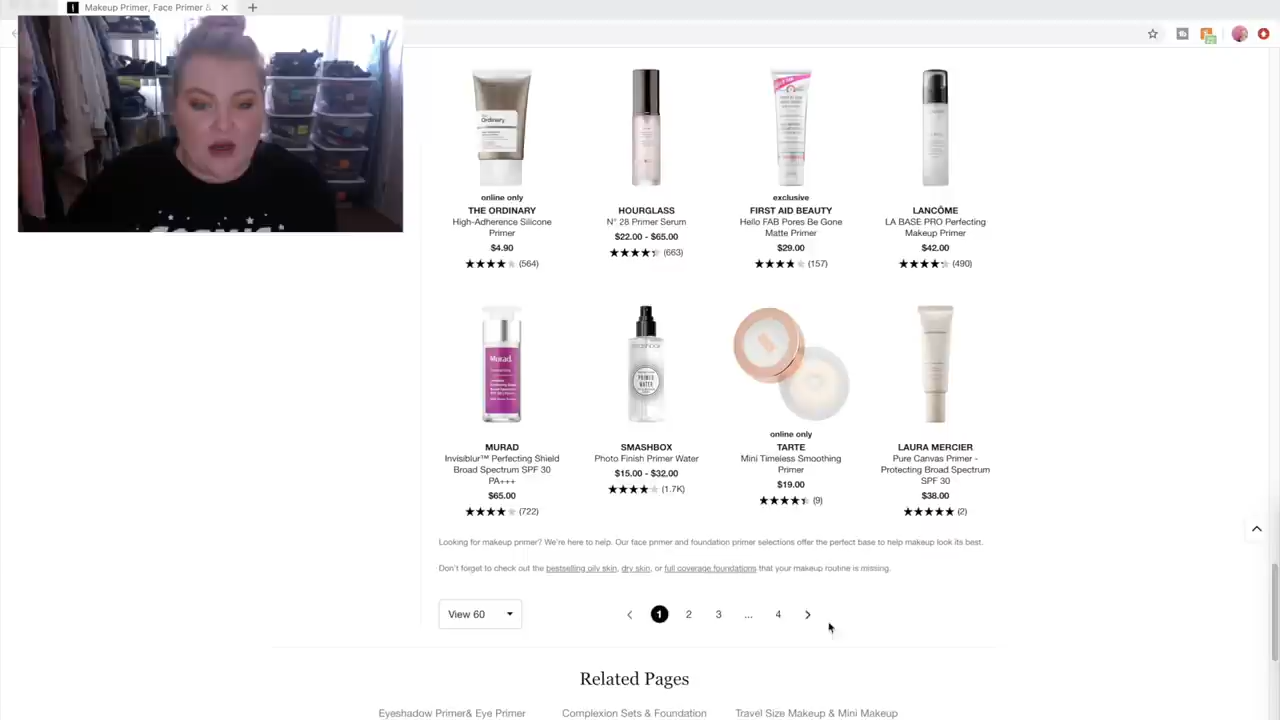 Makeup Primer, Face Primer &
Ordinary.
online only
THE ORDINARY
High-Adherence Silicone
Primer
$4.90
(564)
HOURGLASS
N° 28 Primer Serum
$22.00 - $65.00
(663)
exclusive
FIRST AID BEAUTY
Hello FAB Pores Be Gone
Matte Primer
$29.00
(157)
LANCÔME
LA BASE PRO Perfecting
Makeup Primer
$42.00
(490)
Murad.
MURAD
Invisiblur™ Perfecting Shield
Broad Spectrum SPF 30
PA+++
$65.00
(722)
SMASHBOX
PRIMER
WATER
SMASHBOX
Photo Finish Primer Water
$15.00 - $32.00
(1.7K)
online only
TARTE
Mini Timeless Smoothing
Primer
$19.00
(9)
LAURA MERCIER
Pure Canvas Primer -
Protecting Broad Spectrum
SPF 30
$38.00
(2)
Looking for makeup primer? We're here to help. Our face primer and foundation primer selections offer the perfect base to help makeup look its best.
Don't forget to check out the bestselling oily skin, dry skin, or full coverage foundations that your makeup routine is missing.
View 60
1 2 3 ... 4
Related Pages
Eyeshadow Primer& Eye Primer
Complexion Sets & Foundation
Travel Size Makeup & Mini Makeup